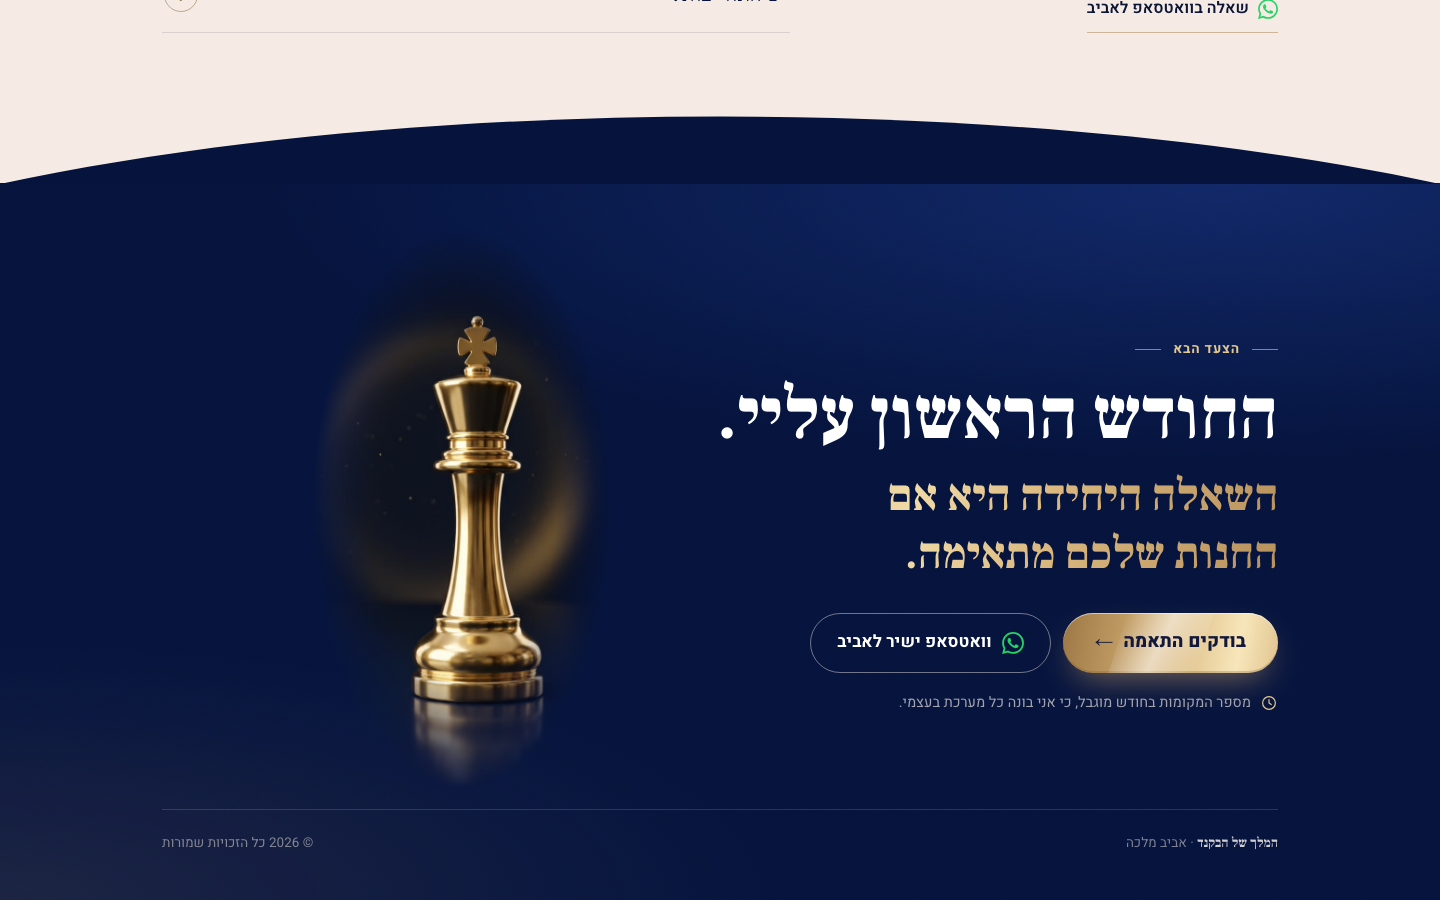 שאלה בוואטסאפ לאביב
הצעד הבא
החודש הראשון עליי.
השאלה היחידה היא אם
החנות שלכם מתאימה.
בודקים התאמה ←
וואטסאפ ישיר לאביב
מספר המקומות בחודש מוגבל, כי אני בונה כל מערכת בעצמי.
המלך של הבקנד · אביב מלכה
© 2026 כל הזכויות שמורות